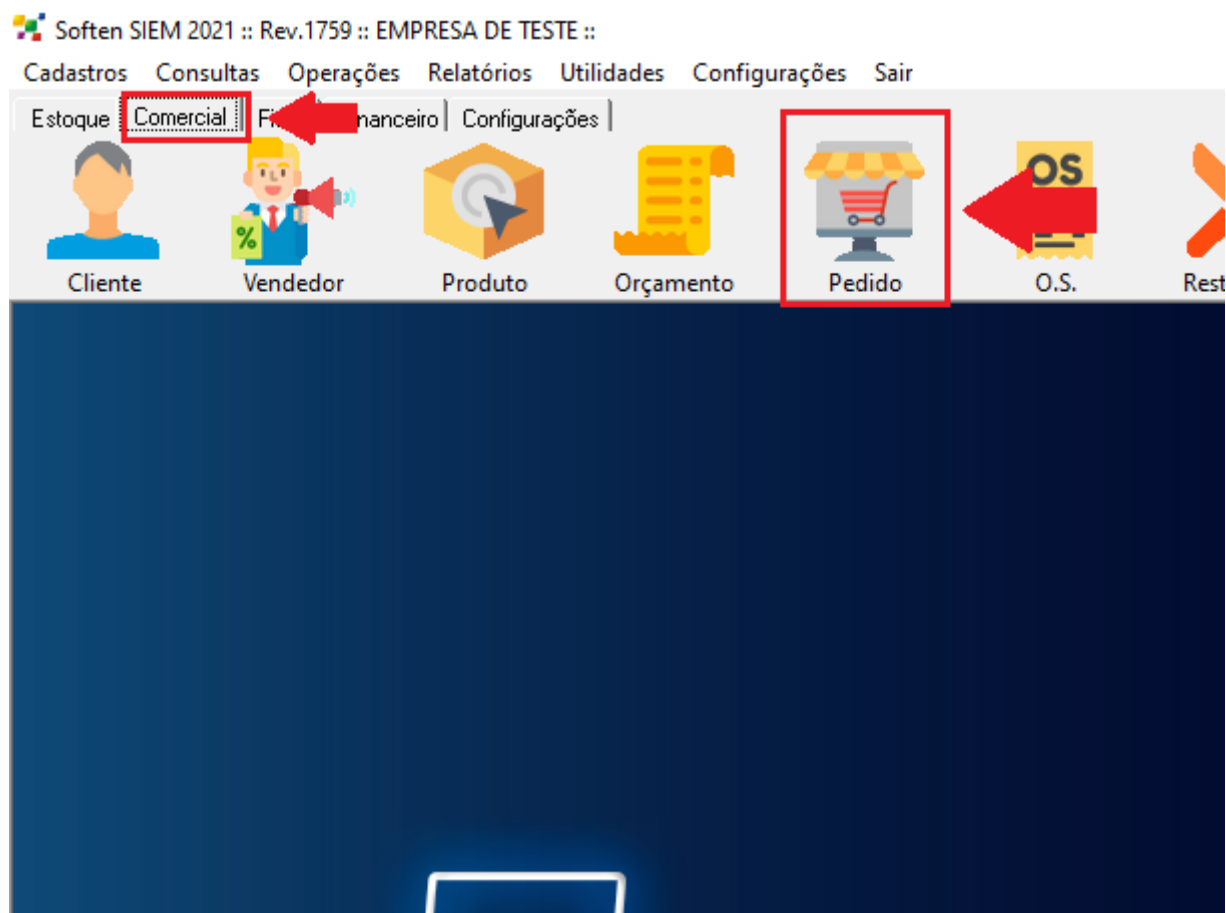 Soften SIEM 2021 :: Rev.1759 :: EMPRESA DE TESTE ::
Cadastros Consultas Operações Relatórios Utilidades Configurações Sair
Estoque Comercial Configurações
%
OS
Cliente Vendedor Produto Orçamento Pedido O.S.